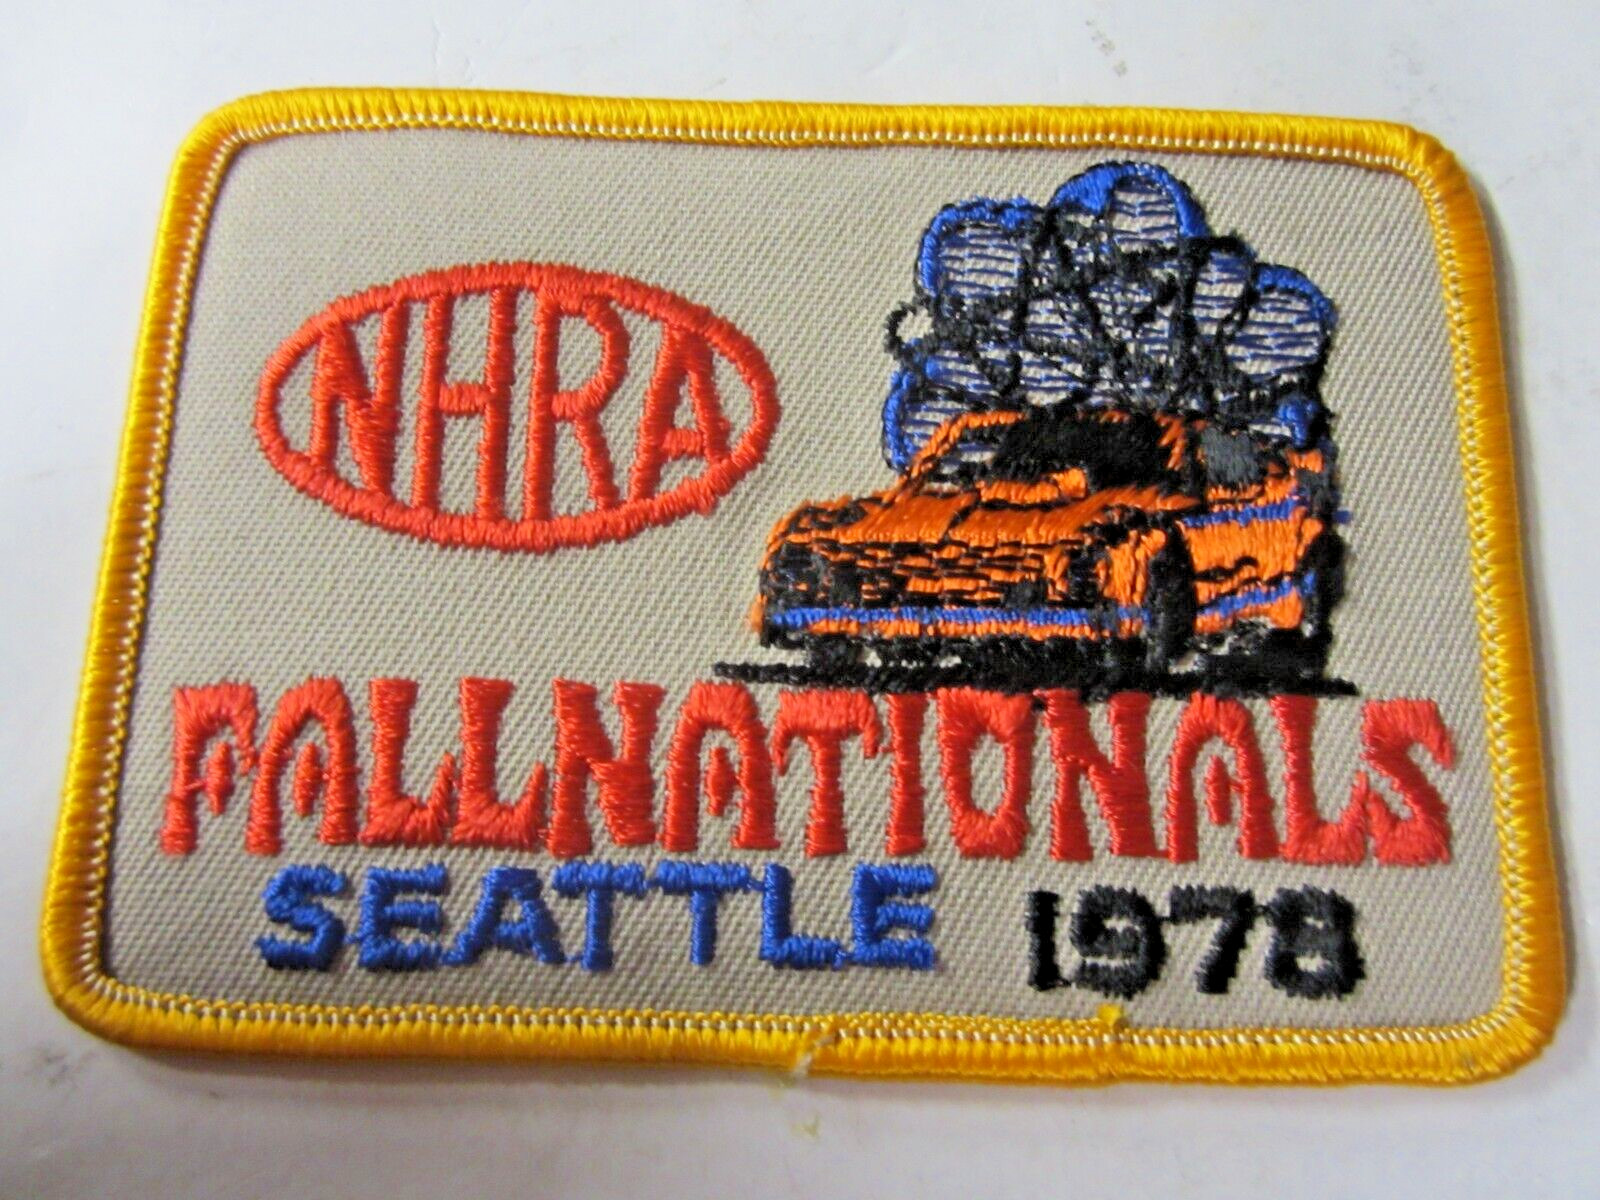 NHRA
FALLNATIONALS
SEATTLE 1978